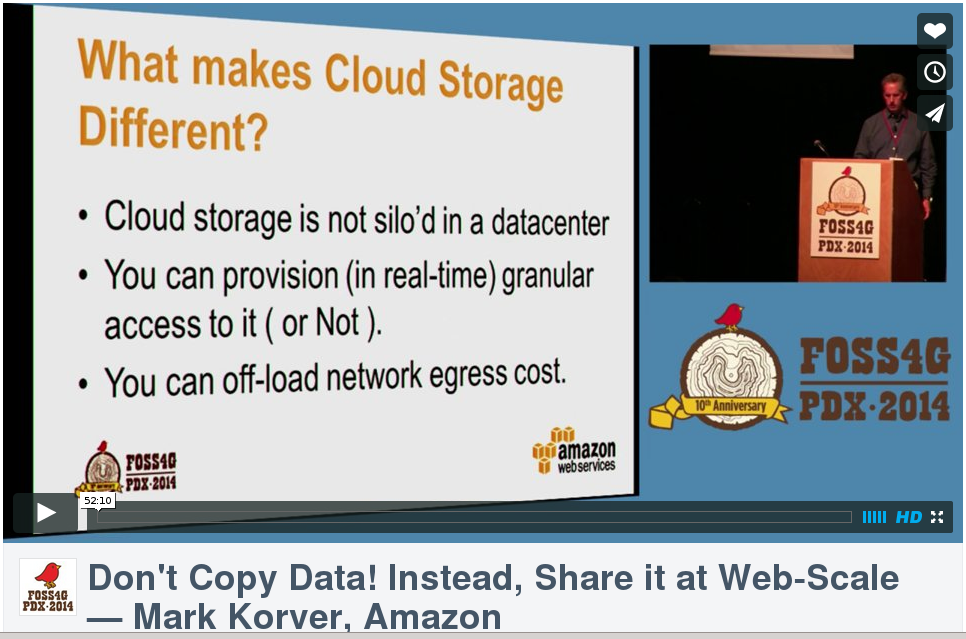 What makes Cloud Storage
Different?
• Cloud storage is not silo'd in a datacenter
• You can provision (in real-time) granular
access to it ( or Not ).
• You can off-load network egress cost.
FOSS4G
PDX·2014
amazon
webservices
FOSS4G
PDX·2014
10th Anniversary
FOSS4G
PDX·2014
52:10
HD
FOSS4G
PDX·2014
Don't Copy Data! Instead, Share it at Web-Scale
— Mark Korver, Amazon